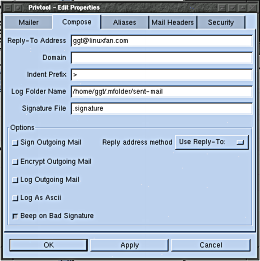 Privtool - Edit Properties
Mailer Compose Aliases Mail Headers Security
Reply-To Address ggt@linuxfan.com
Domain
Indent Prefix >
Log Folder Name /home/ggt/.mfolder/sent-mail
Signature File .signature
Options
Sign Outgoing Mail Reply address method Use Reply-To:
Encrypt Outgoing Mail
Log Outgoing Mail
Log As Ascii
Beep on Bad Signature
OK Apply Cancel